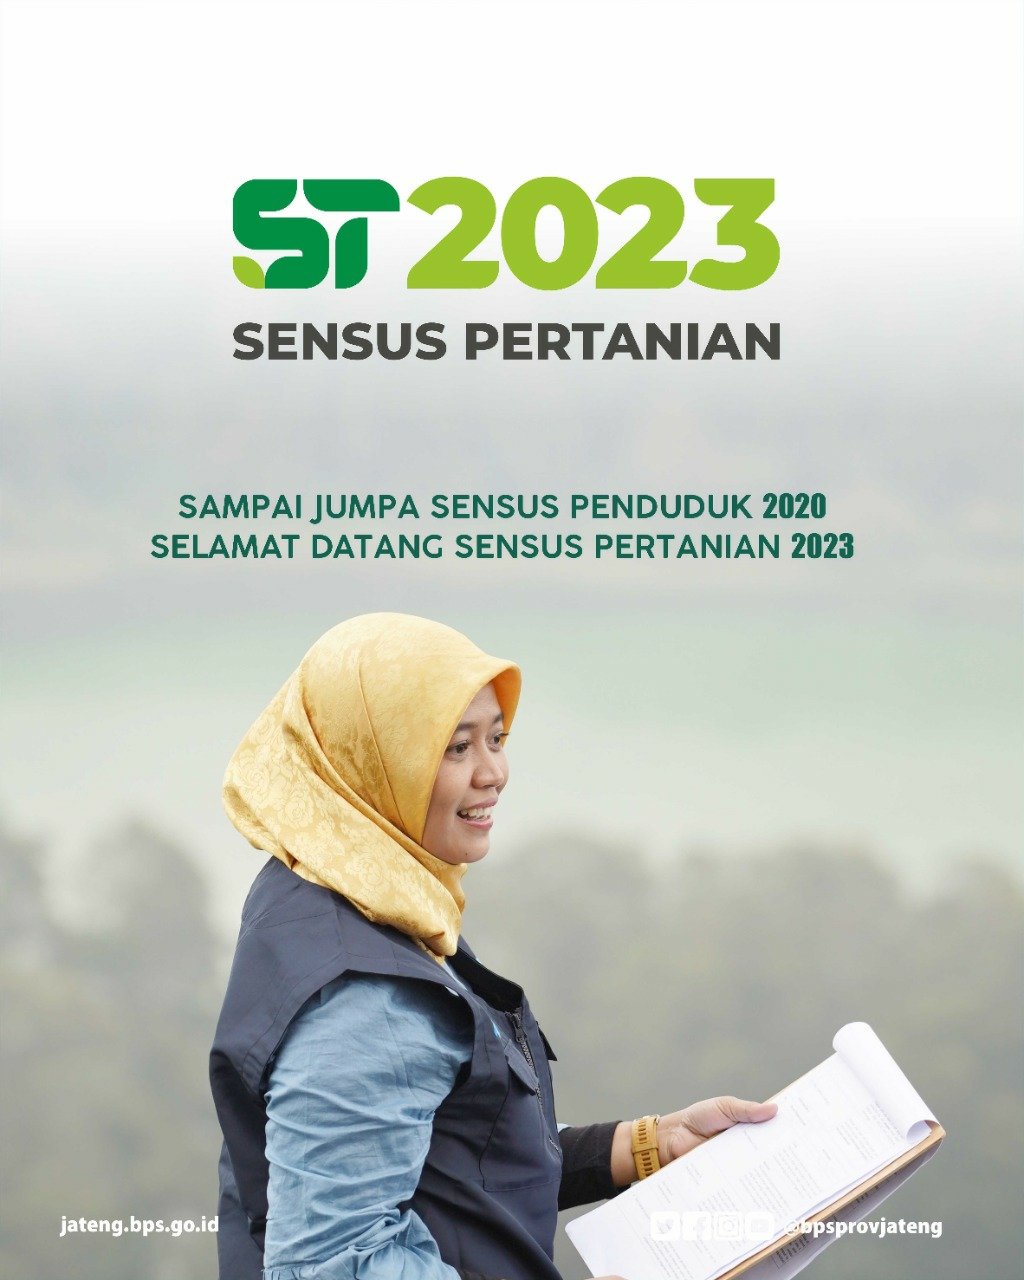 ST2023
SENSUS PERTANIAN
SAMPAI JUMPA SENSUS PENDUDUK 2020
SELAMAT DATANG SENSUS PERTANIAN 2023
jateng.bps.go.id
@bpsprovjateng